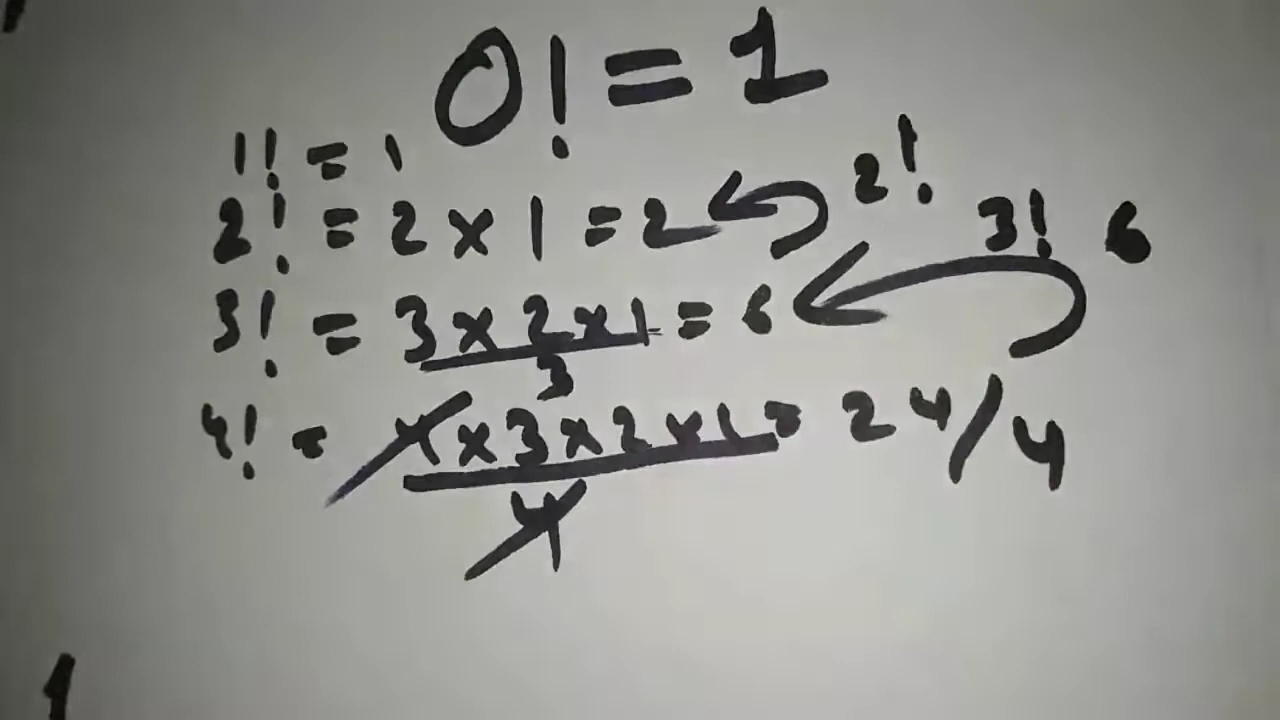 0! = 1
1! = 1
2! = 2 x 1 = 2 2!
3! = 3 x 2 x 1 = 6 3! 6
3
4! = 4 x 3 x 2 x 1 = 24/4
4
1